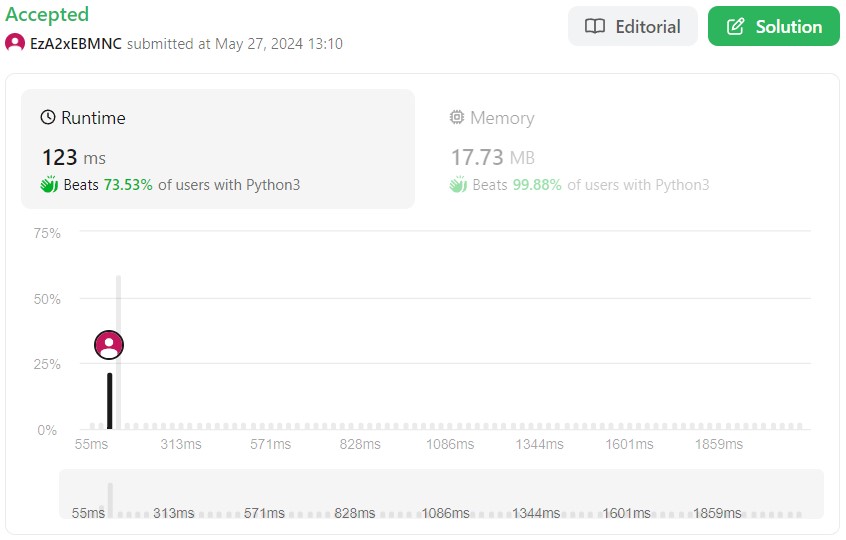 Accepted
EzA2xEBMNC submitted at May 27, 2024 13:10
Editorial
Solution
Runtime
123 ms
Beats 73.53% of users with Python3
Memory
17.73 MB
Beats 99.88% of users with Python3
75%
50%
25%
0%
55ms 313ms 571ms 828ms 1086ms 1344ms 1601ms 1859ms
55ms 313ms 571ms 828ms 1086ms 1344ms 1601ms 1859ms